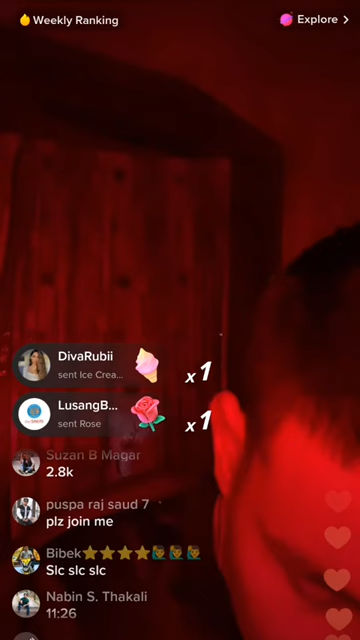 Weekly Ranking
Explore >
DivaRubii
sent Ice Crea...
x1
LusangB...
sent Rose
x1
Suzan B Magar
2.8k
puspa raj saud 7
plz join me
Bibek⭐⭐⭐⭐🙋‍♂️🙋‍♂️🙋‍♂️
Slc slc slc
Nabin S. Thakali
11:26